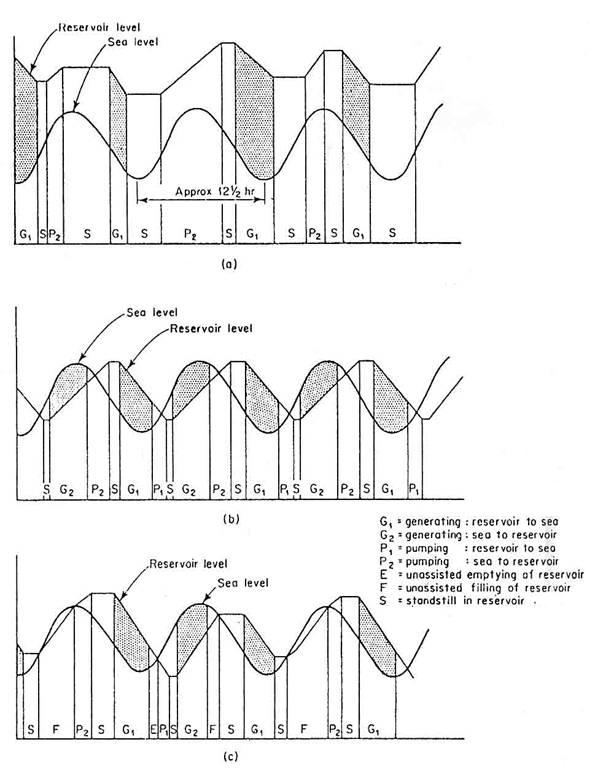 Reservoir level
Sea level
Approx 12½ hr
G₁ S P₂ S G₁ S P₂ S G₁ S P₂ S G₁ S
(a)
Sea level
Reservoir level
S G₂ P₂ S G₁ P₁ S G₂ P₂ S G₁ P₁ S G₂ P₂ S G₁ P₁
(b)
G₁ = generating : reservoir to sea
G₂ = generating : sea to reservoir
P₁ = pumping : reservoir to sea
P₂ = pumping : sea to reservoir
E = unassisted emptying of reservoir
F = unassisted filling of reservoir
S = standstill in reservoir .
Reservoir level
Sea level
S F P₂ S G₁ E P₁ S G₂ F S G₁ S F P₂ S G₁
(c)